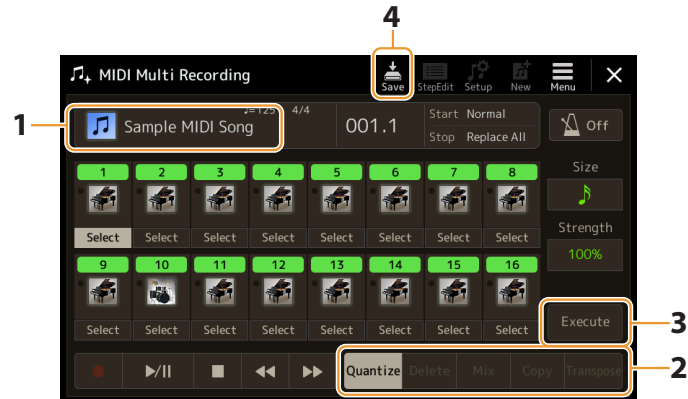 4
MIDI Multi Recording
Save
StepEdit
Setup
New
Menu
1
Sample MIDI Song
♩=125
4/4
001.1
Start Normal
Stop Replace All
Off
1 2 3 4 5 6 7 8
Select Select Select Select Select Select Select Select
Size
Strength
100%
9 10 11 12 13 14 15 16
Select Select Select Select Select Select Select Select
Execute
3
Quantize
Delete
Mix
Copy
Transpose
2